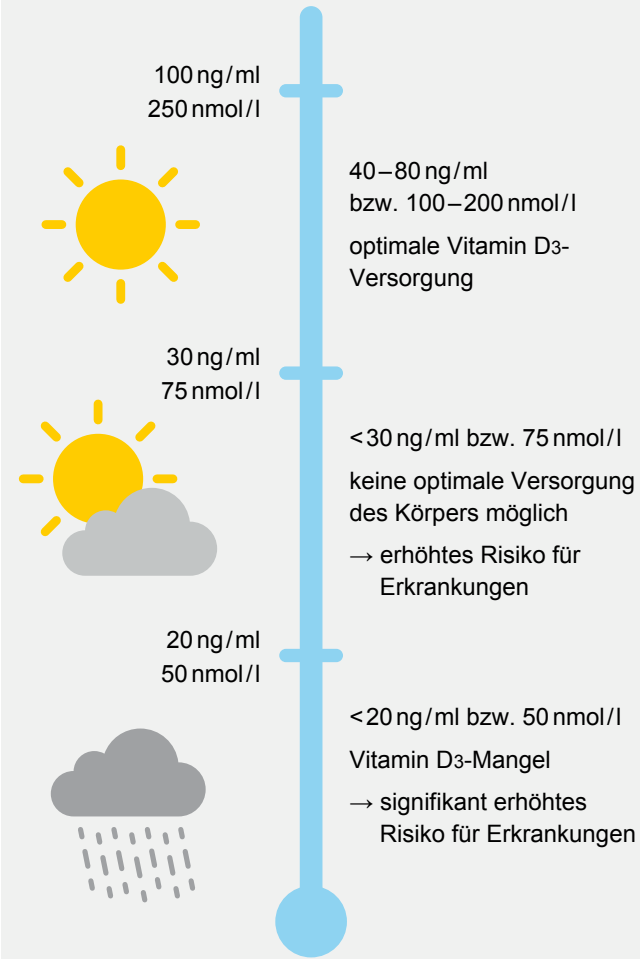 100 ng/ml
250 nmol/l
40–80 ng/ml
bzw. 100–200 nmol/l
optimale Vitamin D3-
Versorgung
30 ng/ml
75 nmol/l
<30 ng/ml bzw. 75 nmol/l
keine optimale Versorgung
des Körpers möglich
→ erhöhtes Risiko für
Erkrankungen
20 ng/ml
50 nmol/l
<20 ng/ml bzw. 50 nmol/l
Vitamin D3-Mangel
→ signifikant erhöhtes
Risiko für Erkrankungen